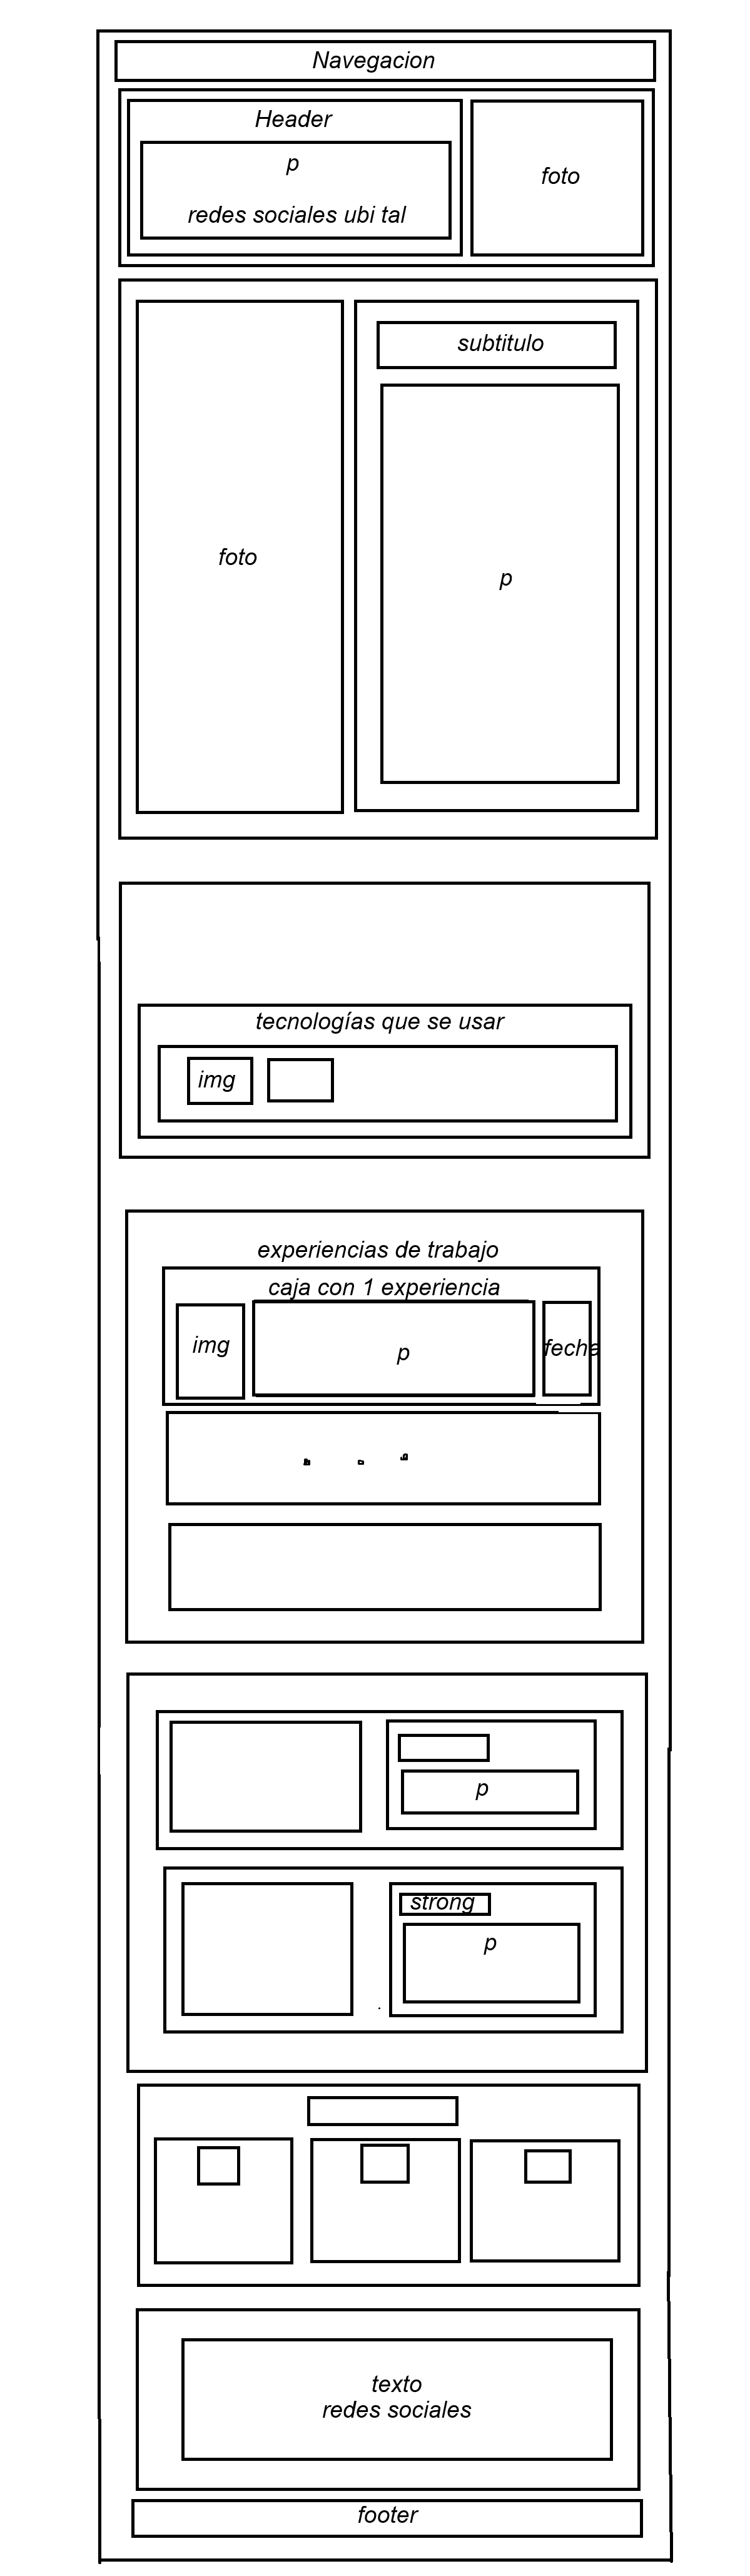 Navegacion
Header
p
redes sociales ubi tal
foto
foto
subtitulo
p
tecnologías que se usar
img
experiencias de trabajo
caja con 1 experiencia
img
p
fecha
p
strong
p
texto
redes sociales
footer